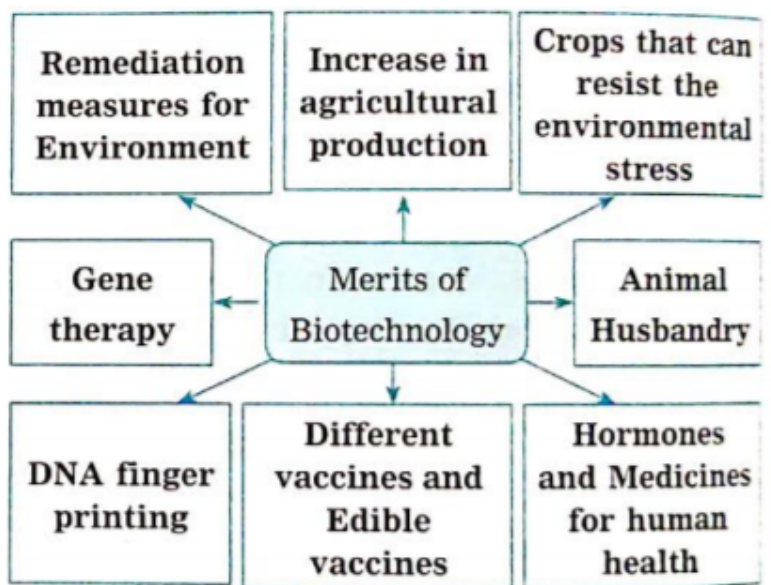 Remediation
measures for
Environment
Increase in
agricultural
production
Crops that can
resist the
environmental
stress
Gene
therapy
Merits of
Biotechnology
Animal
Husbandry
DNA finger
printing
Different
vaccines and
Edible
vaccines
Hormones
and Medicines
for human
health